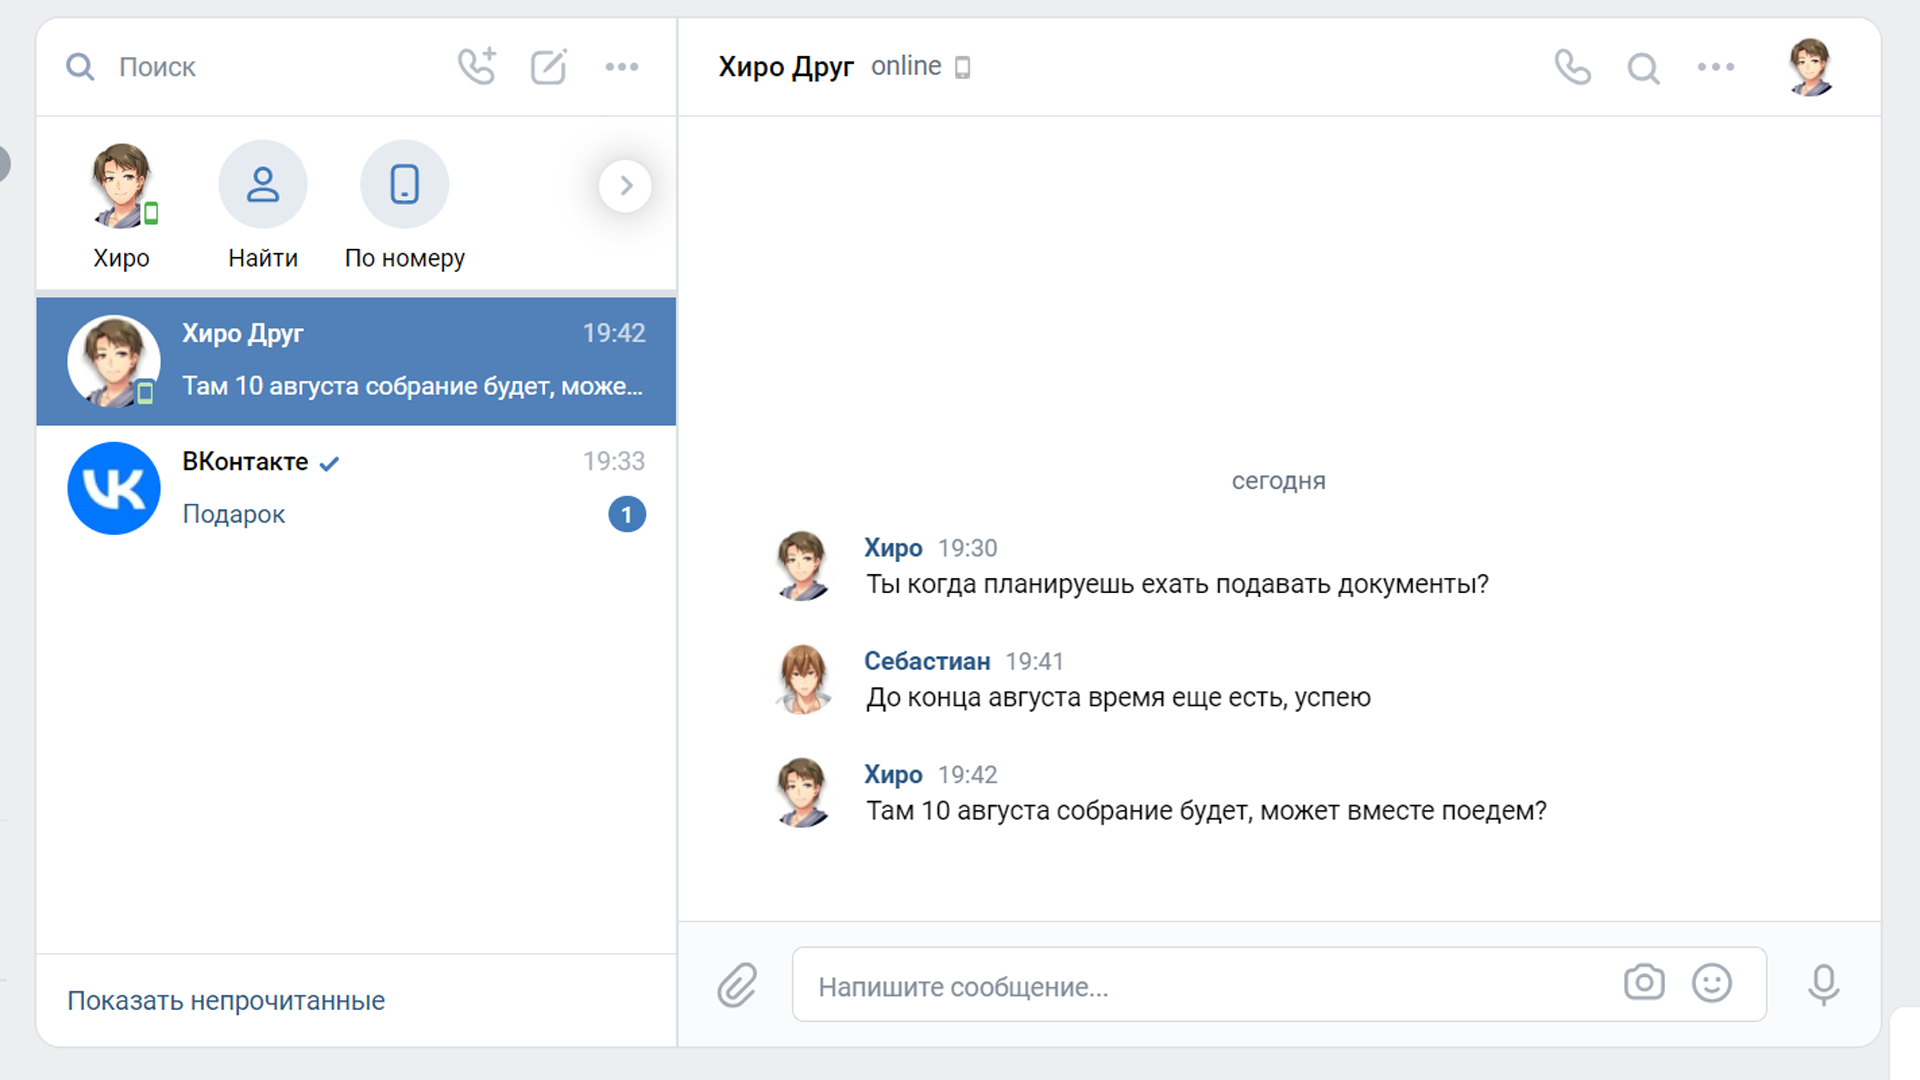 Поиск
Хиро
Найти
По номеру
Хиро Друг 19:42
Там 10 августа собрание будет, може...
VK
ВКонтакте 19:33
Подарок 1
Показать непрочитанные
Хиро Друг online
сегодня
Хиро 19:30
Ты когда планируешь ехать подавать документы?
Себастиан 19:41
До конца августа время еще есть, успею
Хиро 19:42
Там 10 августа собрание будет, может вместе поедем?
Напишите сообщение...